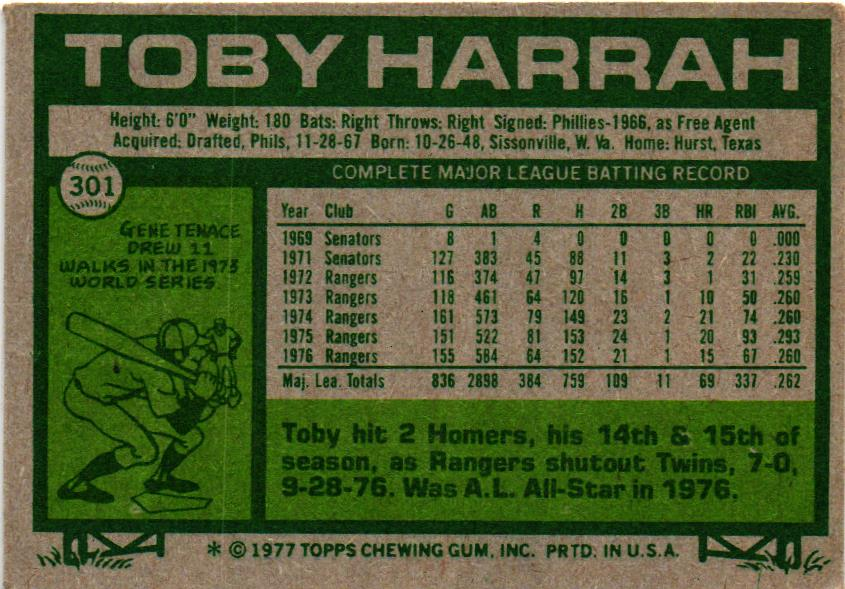 TOBY HARRAH
Height: 6'0" Weight: 180 Bats: Right Throws: Right Signed: Phillies-1966, as Free Agent
Acquired: Drafted, Phils, 11-28-67 Born: 10-26-48, Sissonville, W. Va. Home: Hurst, Texas
301
GENE TENACE
DREW 11
WALKS IN THE 1973
WORLD SERIES
COMPLETE MAJOR LEAGUE BATTING RECORD
Year Club G AB R H 2B 3B HR RBI AVG.
1969 Senators 8 1 4 0 0 0 0 0 .000
1971 Senators 127 383 45 88 11 3 2 22 .230
1972 Rangers 116 374 47 97 14 3 1 31 .259
1973 Rangers 118 461 64 120 16 1 10 50 .260
1974 Rangers 161 573 79 149 23 2 21 74 .260
1975 Rangers 151 522 81 153 24 1 20 93 .293
1976 Rangers 155 584 64 152 21 1 15 67 .260
Maj. Lea. Totals 836 2898 384 759 109 11 69 337 .262
Toby hit 2 Homers, his 14th & 15th of
season, as Rangers shutout Twins, 7-0,
9-28-76. Was A.L. All-Star in 1976.
* © 1977 TOPPS CHEWING GUM, INC. PRTD. IN U.S.A.